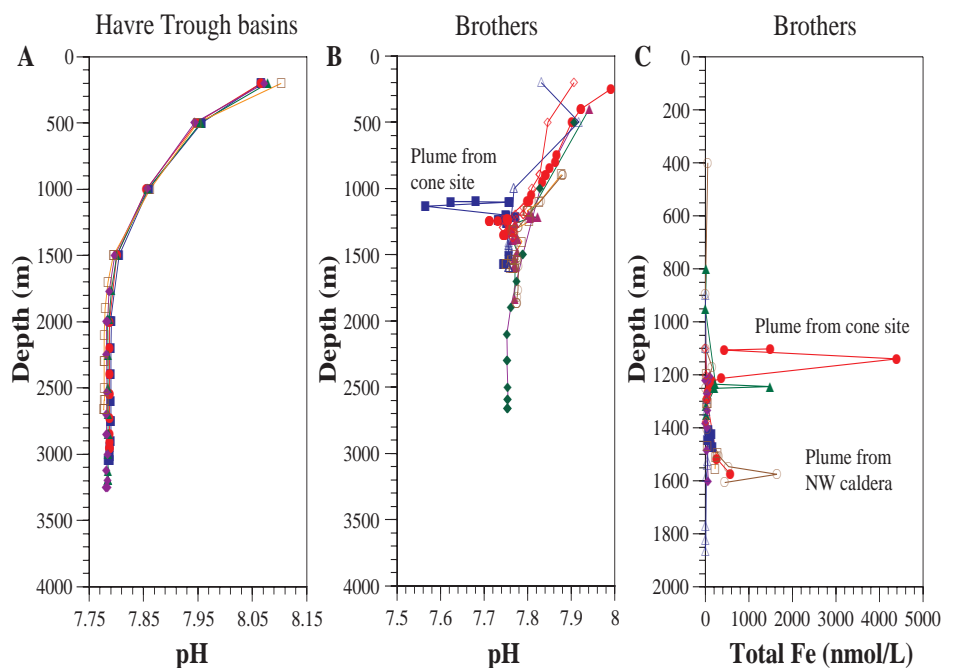 Havre Trough basins
Brothers
Brothers
A
B
C
0
500
1000
1500
2000
2500
3000
3500
4000
Depth (m)
7.75
7.85
7.95
8.05
8.15
pH
0
500
1000
1500
2000
2500
3000
3500
4000
Depth (m)
Plume from
cone site
7.5
7.6
7.7
7.8
7.9
8
pH
0
200
400
600
800
1000
1200
1400
1600
1800
2000
Depth (m)
Plume from cone site
Plume from
NW caldera
0
1000
2000
3000
4000
5000
Total Fe (nmol/L)